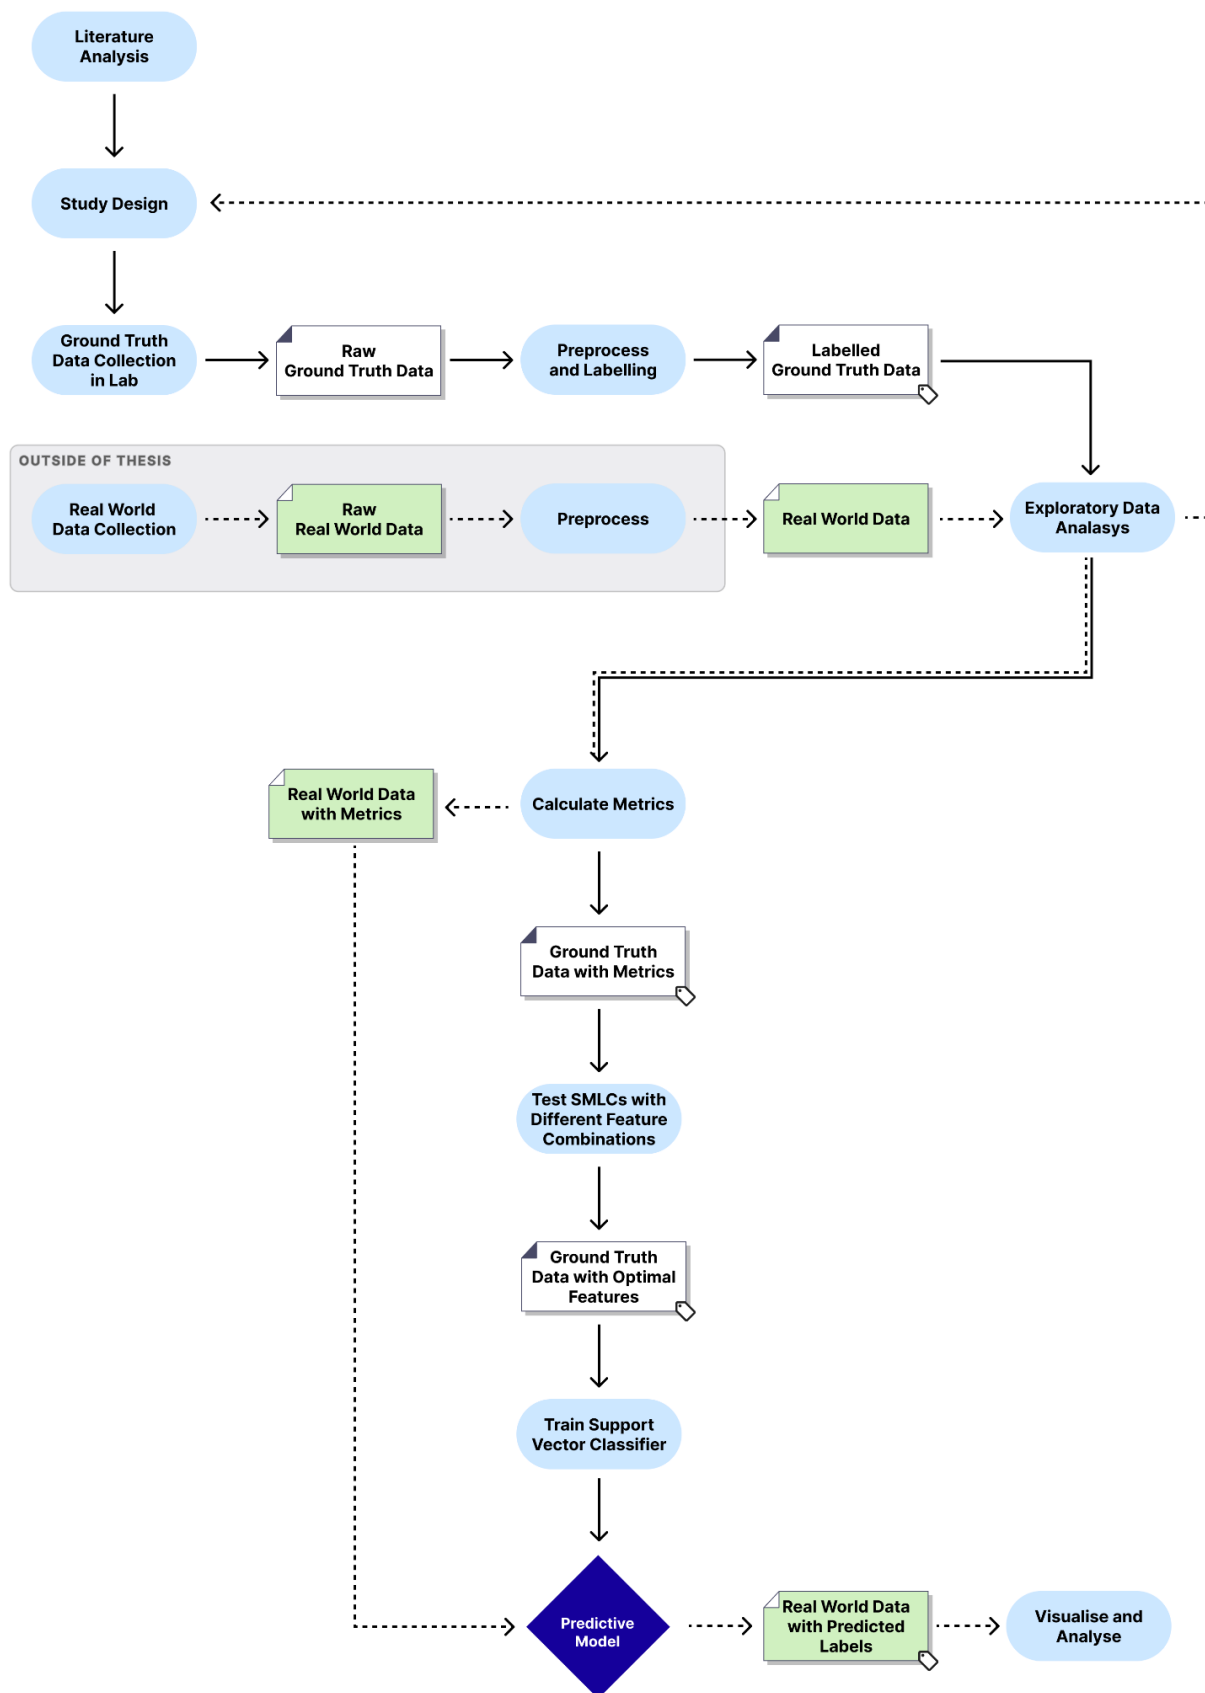 Literature
Analysis
Study Design
Ground Truth
Data Collection
in Lab
Raw
Ground Truth Data
Preprocess
and Labelling
Labelled
Ground Truth Data
OUTSIDE OF THESIS
Real World
Data Collection
Raw
Real World Data
Preprocess
Real World Data
Exploratory Data
Analasys
Real World Data
with Metrics
Calculate Metrics
Ground Truth
Data with Metrics
Test SMLCs with
Different Feature
Combinations
Ground Truth
Data with Optimal
Features
Train Support
Vector Classifier
Predictive
Model
Real World Data
with Predicted
Labels
Visualise and
Analyse